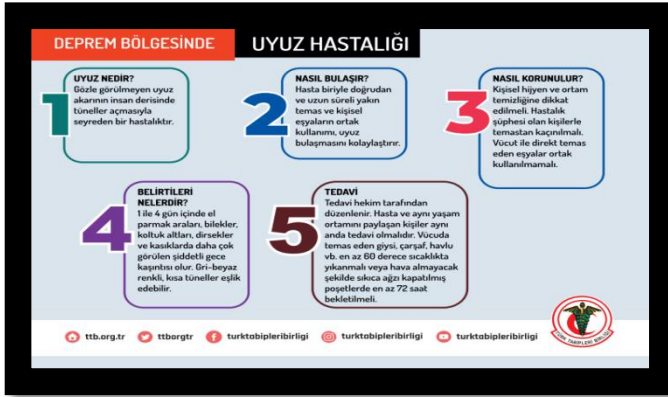 DEPREM BÖLGESİNDE UYUZ HASTALIĞI
1
UYUZ NEDİR?
Gözle görülmeyen uyuz
akarının insan derisinde
tüneller açmasıyla
seyreden bir hastalıktır.
2
NASIL BULAŞIR?
Hasta biriyle doğrudan
ve uzun süreli yakın
temas ve kişisel
eşyaların ortak
kullanımı, uyuz
bulaşmasını kolaylaştırır.
3
NASIL KORUNULUR?
Kişisel hijyen ve ortam
temizliğine dikkat
edilmeli. Hastalık
şüphesi olan kişilerle
temastan kaçınılmalı.
Vücut ile direkt temas
eden eşyalar ortak
kullanılmamalı.
4
BELİRTİLERİ
NELERDİR?
1 ile 4 gün içinde el
parmak araları, bilekler,
koltuk altları, dirsekler
ve kasıklarda daha çok
görülen şiddetli gece
kaşıntısı olur. Gri-beyaz
renkli, kısa tüneller eşlik
edebilir.
5
TEDAVİ
Tedavi hekim tarafından
düzenlenir. Hasta ve aynı yaşam
ortamını paylaşan kişiler aynı
anda tedavi olmalıdır. Vücuda
temas eden giysi, çarşaf, havlu
vb. en az 60 derece sıcaklıkta
yıkanmalı veya hava almayacak
şekilde sıkıca ağzı kapatılmış
poşetlerde en az 72 saat
bekletilmeli.
ttb.org.tr ttborgtr turktabipleribirligi turktabipleribirligi turktabipleribirligi
TÜRK TABİPLERİ BİRLİĞİ